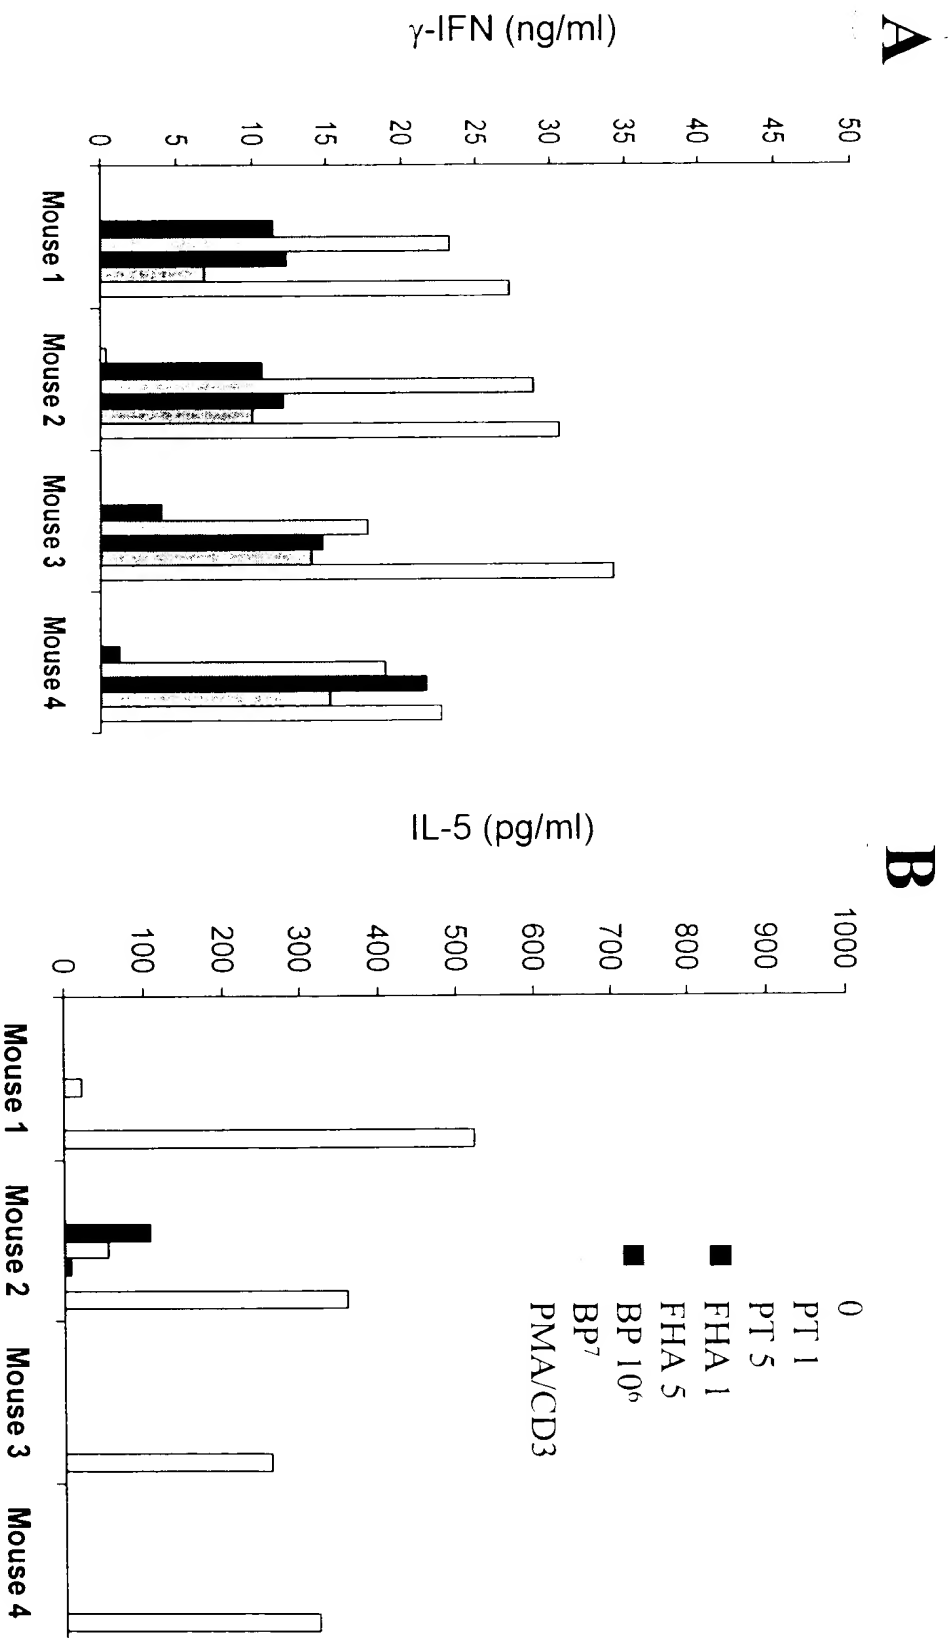 A
γ-IFN (ng/ml)
50
45
40
35
30
25
20
15
10
5
0
Mouse 1
Mouse 2
Mouse 3
Mouse 4
B
IL-5 (pg/ml)
1000
900
800
700
600
500
400
300
200
100
0
0
PT 1
PT 5
FHA 1
FHA 5
BP 10⁶
BP⁷
PMA/CD3
Mouse 1
Mouse 2
Mouse 3
Mouse 4